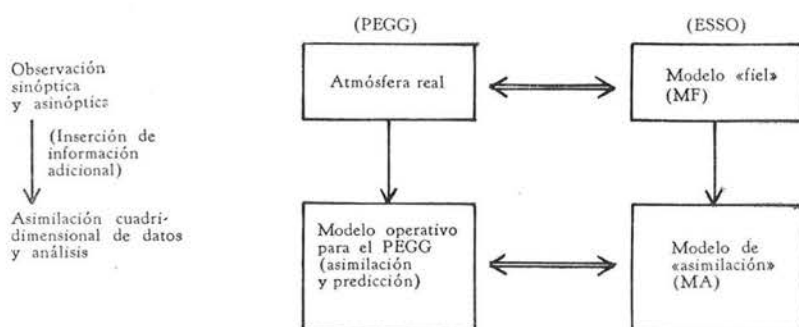 (PEGG)
(ESSO)
Observación
sinóptica
y asinóptica
(Inserción de
información
adicional)
Asimilación cuadri-
dimensional de datos
y análisis
Atmósfera real
Modelo «fiel»
(MF)
Modelo operativo
para el PEGG
(asimilación
y predicción)
Modelo de
«asimilación»
(MA)